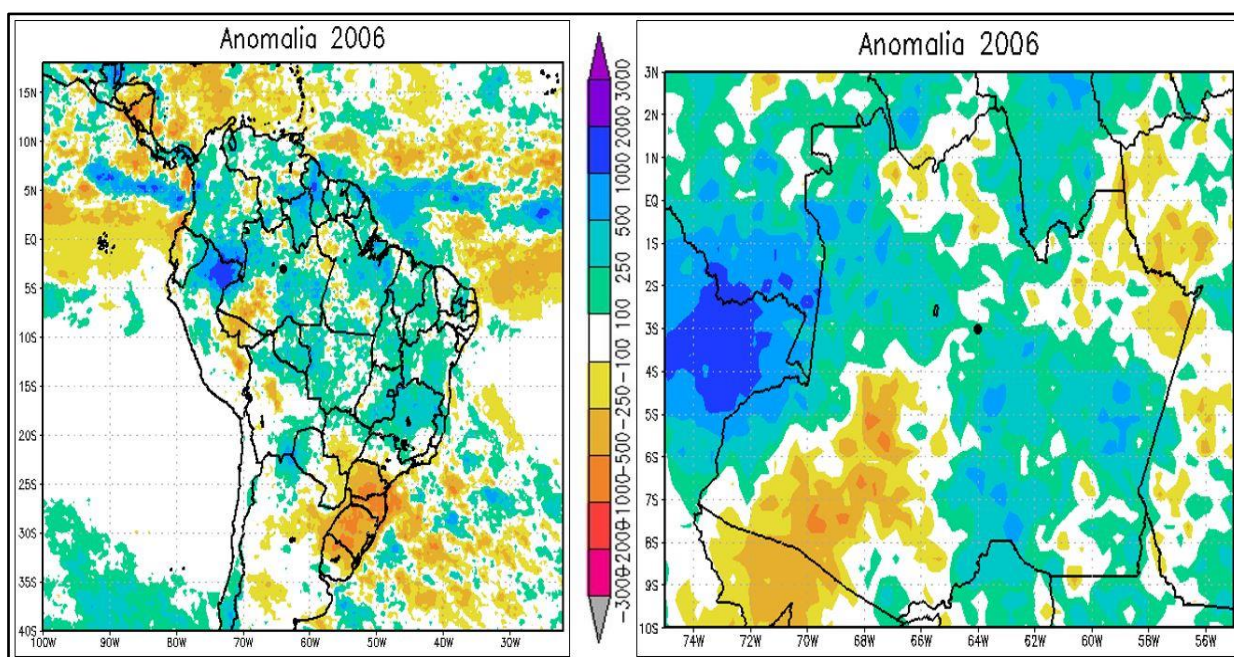 Anomalia 2006
15N
10N
5N
EQ
5S
10S
15S
20S
25S
30S
35S
40S
100W 90W 80W 70W 60W 50W 40W 30W
3000
2000
1000
500
250
100
-100
-250
-500
-1000
-2000
-3000
Anomalia 2006
3N
2N
1N
EQ
1S
2S
3S
4S
5S
6S
7S
8S
9S
10S
74W 72W 70W 68W 66W 64W 62W 60W 58W 56W